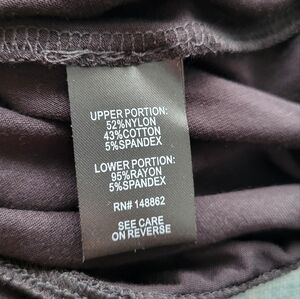 UPPER PORTION:
52%NYLON
43%COTTON
5%SPANDEX
LOWER PORTION:
95%RAYON
5%SPANDEX
RN# 148862
SEE CARE
ON REVERSE